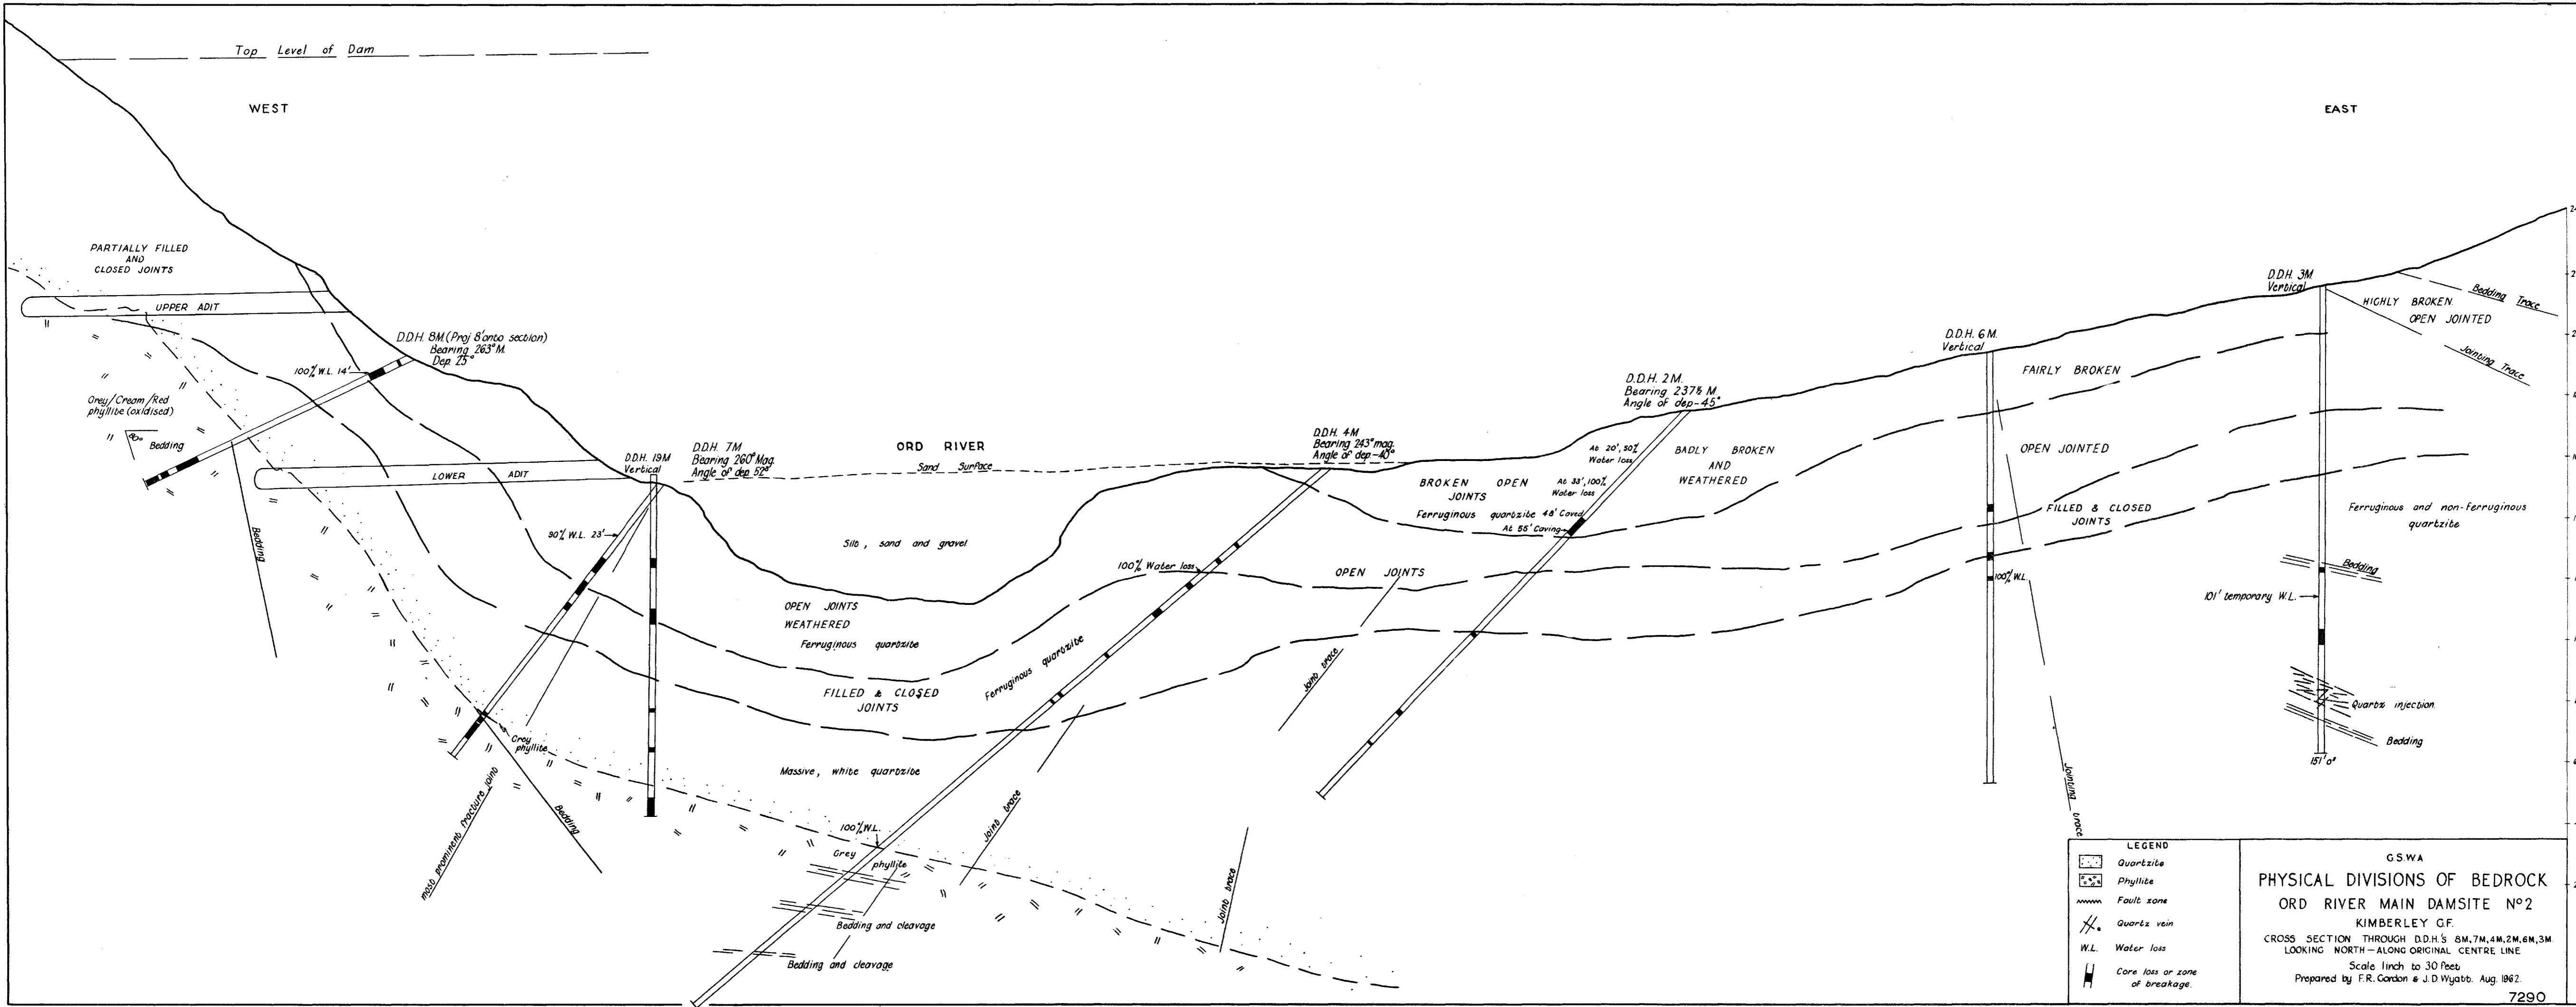 Top Level of Dam
WEST
EAST
PARTIALLY FILLED
AND
CLOSED JOINTS
UPPER ADIT
D.D.H. 8M (Proj 8' onto section)
Bearing 263° M.
Dep. 25°
100% W.L. 14'
Grey/Cream/Red
phyllite (oxidised)
80°
Bedding
Bedding
LOWER ADIT
D.D.H. 19M
Vertical
D.D.H. 7M
Bearing 260° Mag.
Angle of dep 52°
ORD RIVER
Sand Surface
90% W.L. 23'
Silt, sand and gravel
OPEN JOINTS
WEATHERED
Ferruginous quartzite
FILLED & CLOSED
JOINTS
Ferruginous quartzite
Massive, white quartzite
Grey
phyllite
most prominent fracture joint
Bedding
100% W.L.
Grey
phyllite
Bedding and cleavage
Bedding and cleavage
Joint trace
Joint trace
Joint trace
D.D.H. 4M
Bearing 243° mag.
Angle of dep-40°
100% Water loss
BROKEN OPEN
JOINTS
Ferruginous quartzite
OPEN JOINTS
D.D.H. 2M.
Bearing 237½ M.
Angle of dep-45°
At 20', 50%
Water loss
At 33', 100%
Water loss
48' Caved
At 55' Caving
BADLY BROKEN
AND
WEATHERED
D.D.H. 6M.
Vertical
FAIRLY BROKEN
OPEN JOINTED
FILLED & CLOSED
JOINTS
100% W.L.
Jointing trace
D.D.H. 3M
Vertical
HIGHLY BROKEN.
OPEN JOINTED
Bedding Trace
Jointing Trace
Ferruginous and non-ferruginous
quartzite
Bedding
101' temporary W.L.
Quartz injection
Bedding
151' 0"
LEGEND
Quartzite
Phyllite
Fault zone
Quartz vein
W.L. Water loss
Core loss or zone
of breakage.
G.S.W.A
PHYSICAL DIVISIONS OF BEDROCK
ORD RIVER MAIN DAMSITE Nº2
KIMBERLEY G.F.
CROSS SECTION THROUGH D.D.H.'S 8M,7M,4M,2M,6M,3M
LOOKING NORTH-ALONG ORIGINAL CENTRE LINE
Scale 1inch to 30 feet
Prepared by F.R. Gordon & J.D. Wyatt. Aug. 1962.
7290